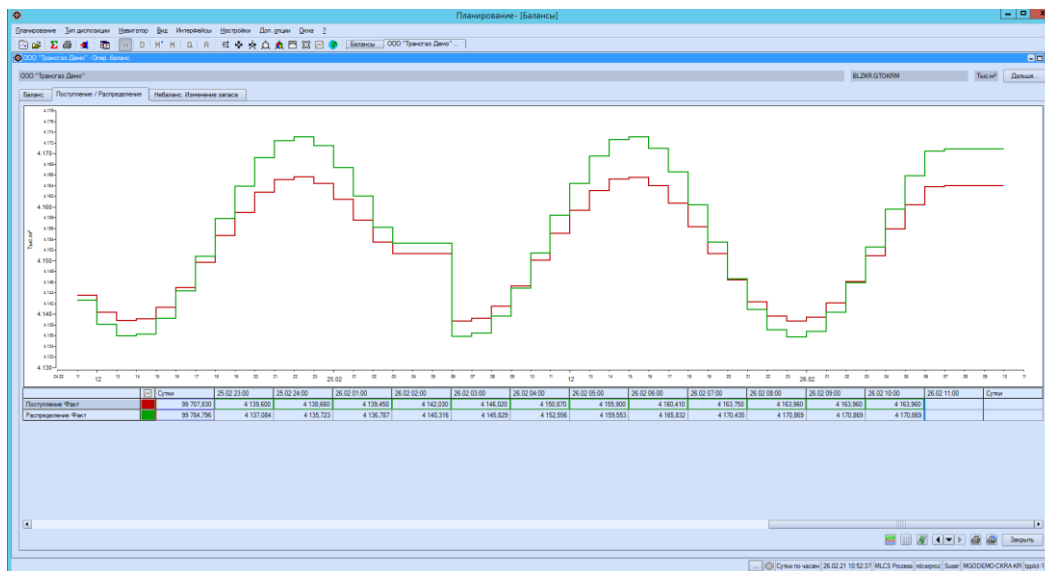 Планирование- [Балансы]
Планирование Тип диспозиции Навигатор Вид Интерфейсы Настройки Доп. опции Окна ?
H D M* M Q A Балансы ООО "Трансгаз Демо" ...
ООО "Трансгаз Демо" - Опер. баланс
ООО "Трансгаз Демо" BLZKR.GTOKRM Тыс.м³ Дальше...
Баланс Поступление / Распределение Небаланс. Изменение запаса
4.170
4.160
Тыс.м³
4.150
4.140
4.130
12 25.02 12 26.02
Сутки 25.02 23:00 25.02 24:00 26.02 01:00 26.02 02:00 26.02 03:00 26.02 04:00 26.02 05:00 26.02 06:00 26.02 07:00 26.02 08:00 26.02 09:00 26.02 10:00 26.02 11:00 Сутки
Поступление Факт 99 707,830 4 139,600 4 138,660 4 139,450 4 142,030 4 146,020 4 150,870 4 155,900 4 160,410 4 163,750 4 163,960 4 163,960 4 163,960
Распределение Факт 99 784,796 4 137,084 4 135,723 4 136,787 4 140,316 4 145,829 4 152,556 4 159,553 4 165,832 4 170,435 4 170,869 4 170,869 4 170,869
Закрыть
... Сутки по часам 26.02.21 10:52:37 MLCS Prozess mlcsproz Suser MGODEMO-CKRA-KR